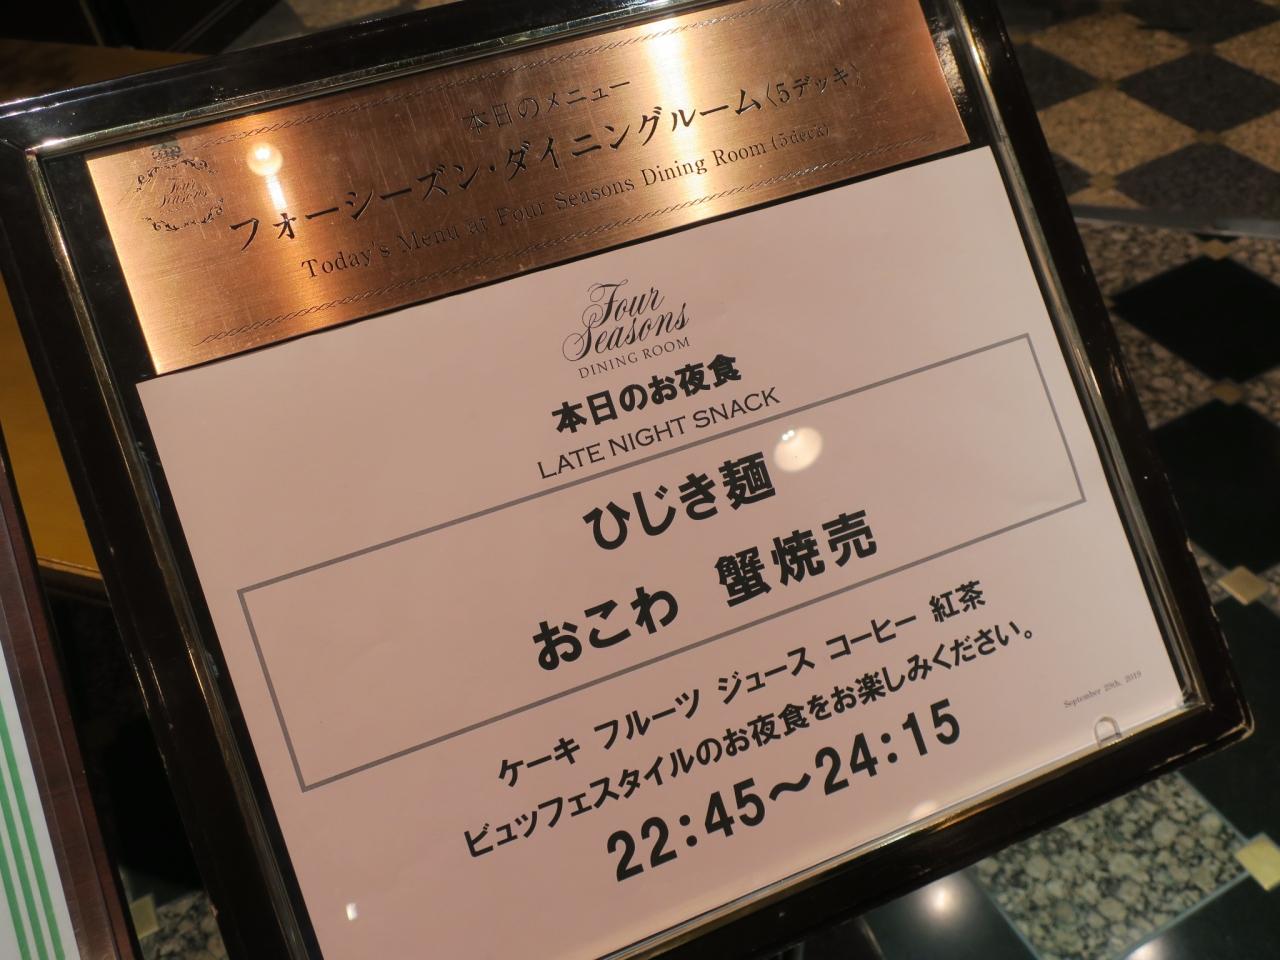 本日のメニュー
フォーシーズン・ダイニングルーム〈5デッキ〉
Today's Menu at Four Seasons Dining Room (5deck)
Four Seasons
Four
Seasons
DINING ROOM
本日のお夜食
LATE NIGHT SNACK
ひじき麺
おこわ 蟹焼売
ケーキ フルーツ ジュース コーヒー 紅茶
ビュッフェスタイルのお夜食をお楽しみください。
22:45～24:15
September 29th, 2019